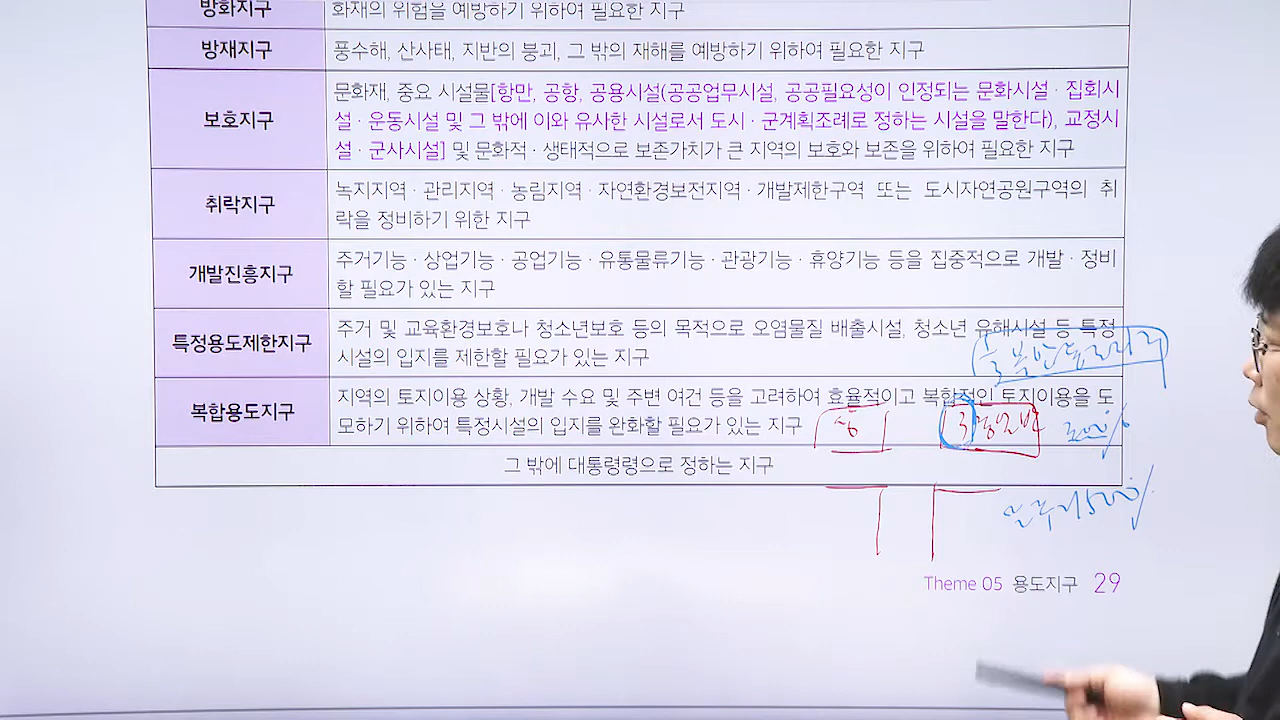 방화지구
화재의 위험을 예방하기 위하여 필요한 지구
방재지구
풍수해, 산사태, 지반의 붕괴, 그 밖의 재해를 예방하기 위하여 필요한 지구
보호지구
문화재, 중요 시설물[항만, 공항, 공용시설(공공업무시설, 공공필요성이 인정되는 문화시설 · 집회시
설 · 운동시설 및 그 밖에 이와 유사한 시설로서 도시 · 군계획조례로 정하는 시설을 말한다), 교정시
설 · 군사시설] 및 문화적 · 생태적으로 보존가치가 큰 지역의 보호와 보존을 위하여 필요한 지구
취락지구
녹지지역 · 관리지역 · 농림지역 · 자연환경보전지역 · 개발제한구역 또는 도시자연공원구역의 취
락을 정비하기 위한 지구
개발진흥지구
주거기능 · 상업기능 · 공업기능 · 유통물류기능 · 관광기능 · 휴양기능 등을 집중적으로 개발 · 정비
할 필요가 있는 지구
특정용도제한지구
주거 및 교육환경보호나 청소년보호 등의 목적으로 오염물질 배출시설, 청소년 유해시설 등 특정
시설의 입지를 제한할 필요가 있는 지구
복합용도지구
지역의 토지이용 상황, 개발 수요 및 주변 여건 등을 고려하여 효율적이고 복합적인 토지이용을 도
모하기 위하여 특정시설의 입지를 완화할 필요가 있는 지구
그 밖에 대통령령으로 정하는 지구
Theme 05 용도지구 29